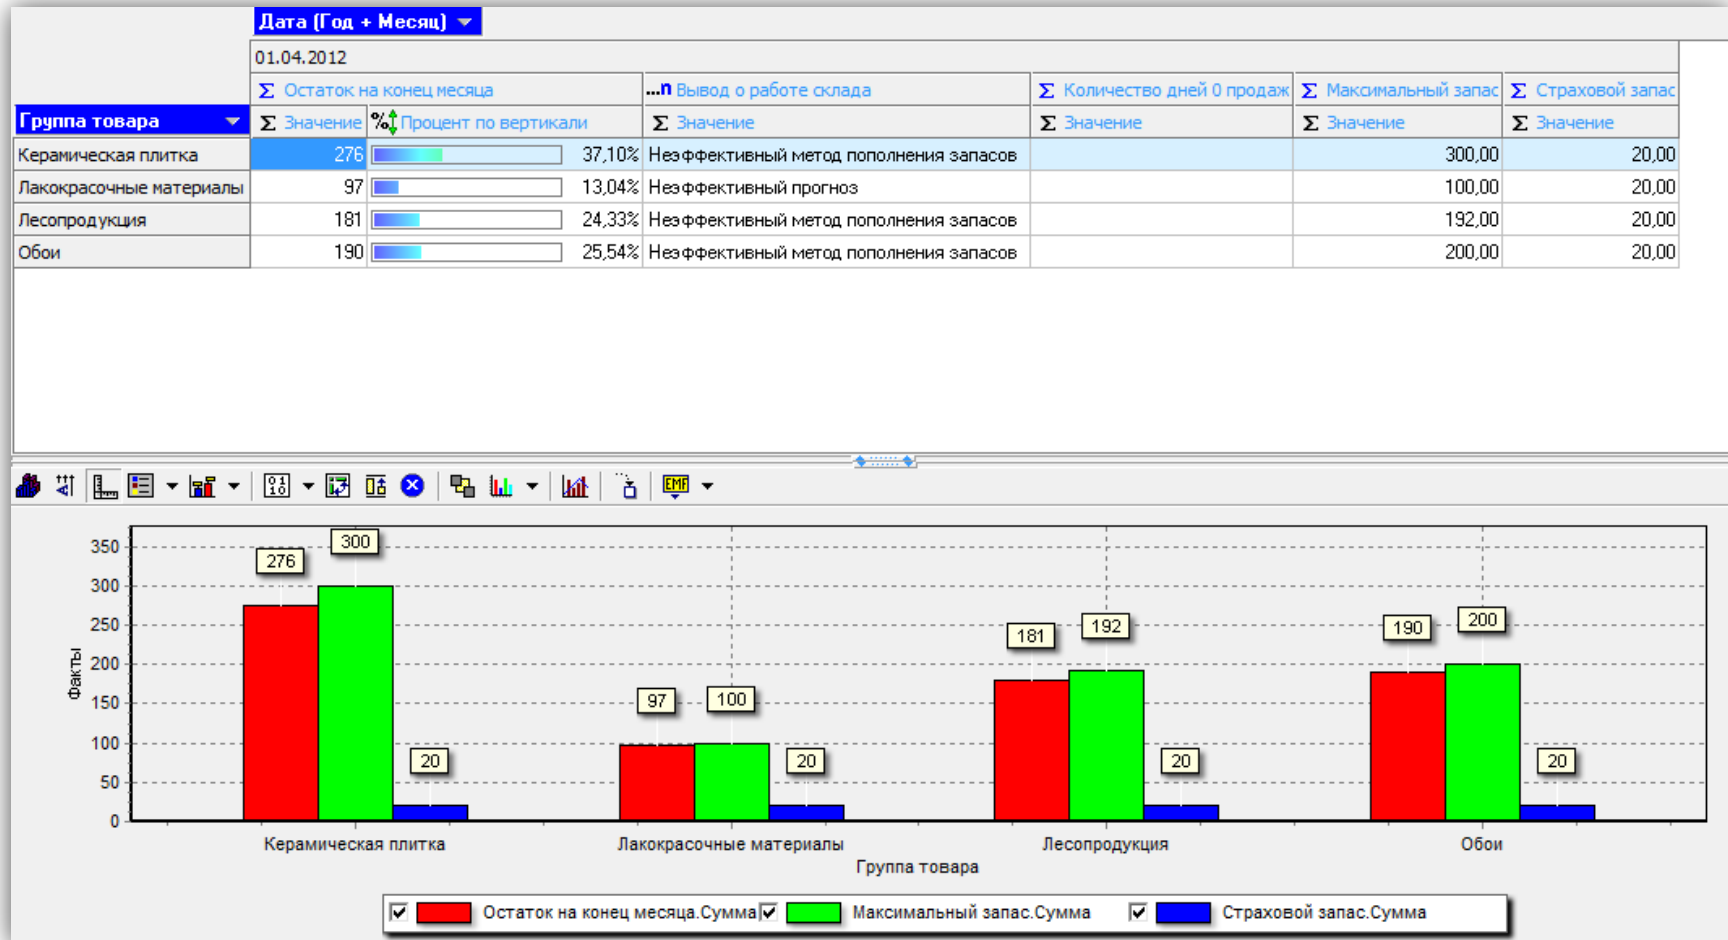 Дата (Год + Месяц)
01.04.2012
Σ Остаток на конец месяца ...n Вывод о работе склада Σ Количество дней 0 продаж Σ Максимальный запас Σ Страховой запас
Группа товара Σ Значение % Процент по вертикали Σ Значение Σ Значение Σ Значение Σ Значение
Керамическая плитка 276 37,10% Неэффективный метод пополнения запасов 300,00 20,00
Лакокрасочные материалы 97 13,04% Неэффективный прогноз 100,00 20,00
Лесопродукция 181 24,33% Неэффективный метод пополнения запасов 192,00 20,00
Обои 190 25,54% Неэффективный метод пополнения запасов 200,00 20,00
EMF
Факты
350
300
250
200
150
100
50
0
276 300 20
97 100 20
181 192 20
190 200 20
Керамическая плитка Лакокрасочные материалы Лесопродукция Обои
Группа товара
Остаток на конец месяца.Сумма Максимальный запас.Сумма Страховой запас.Сумма